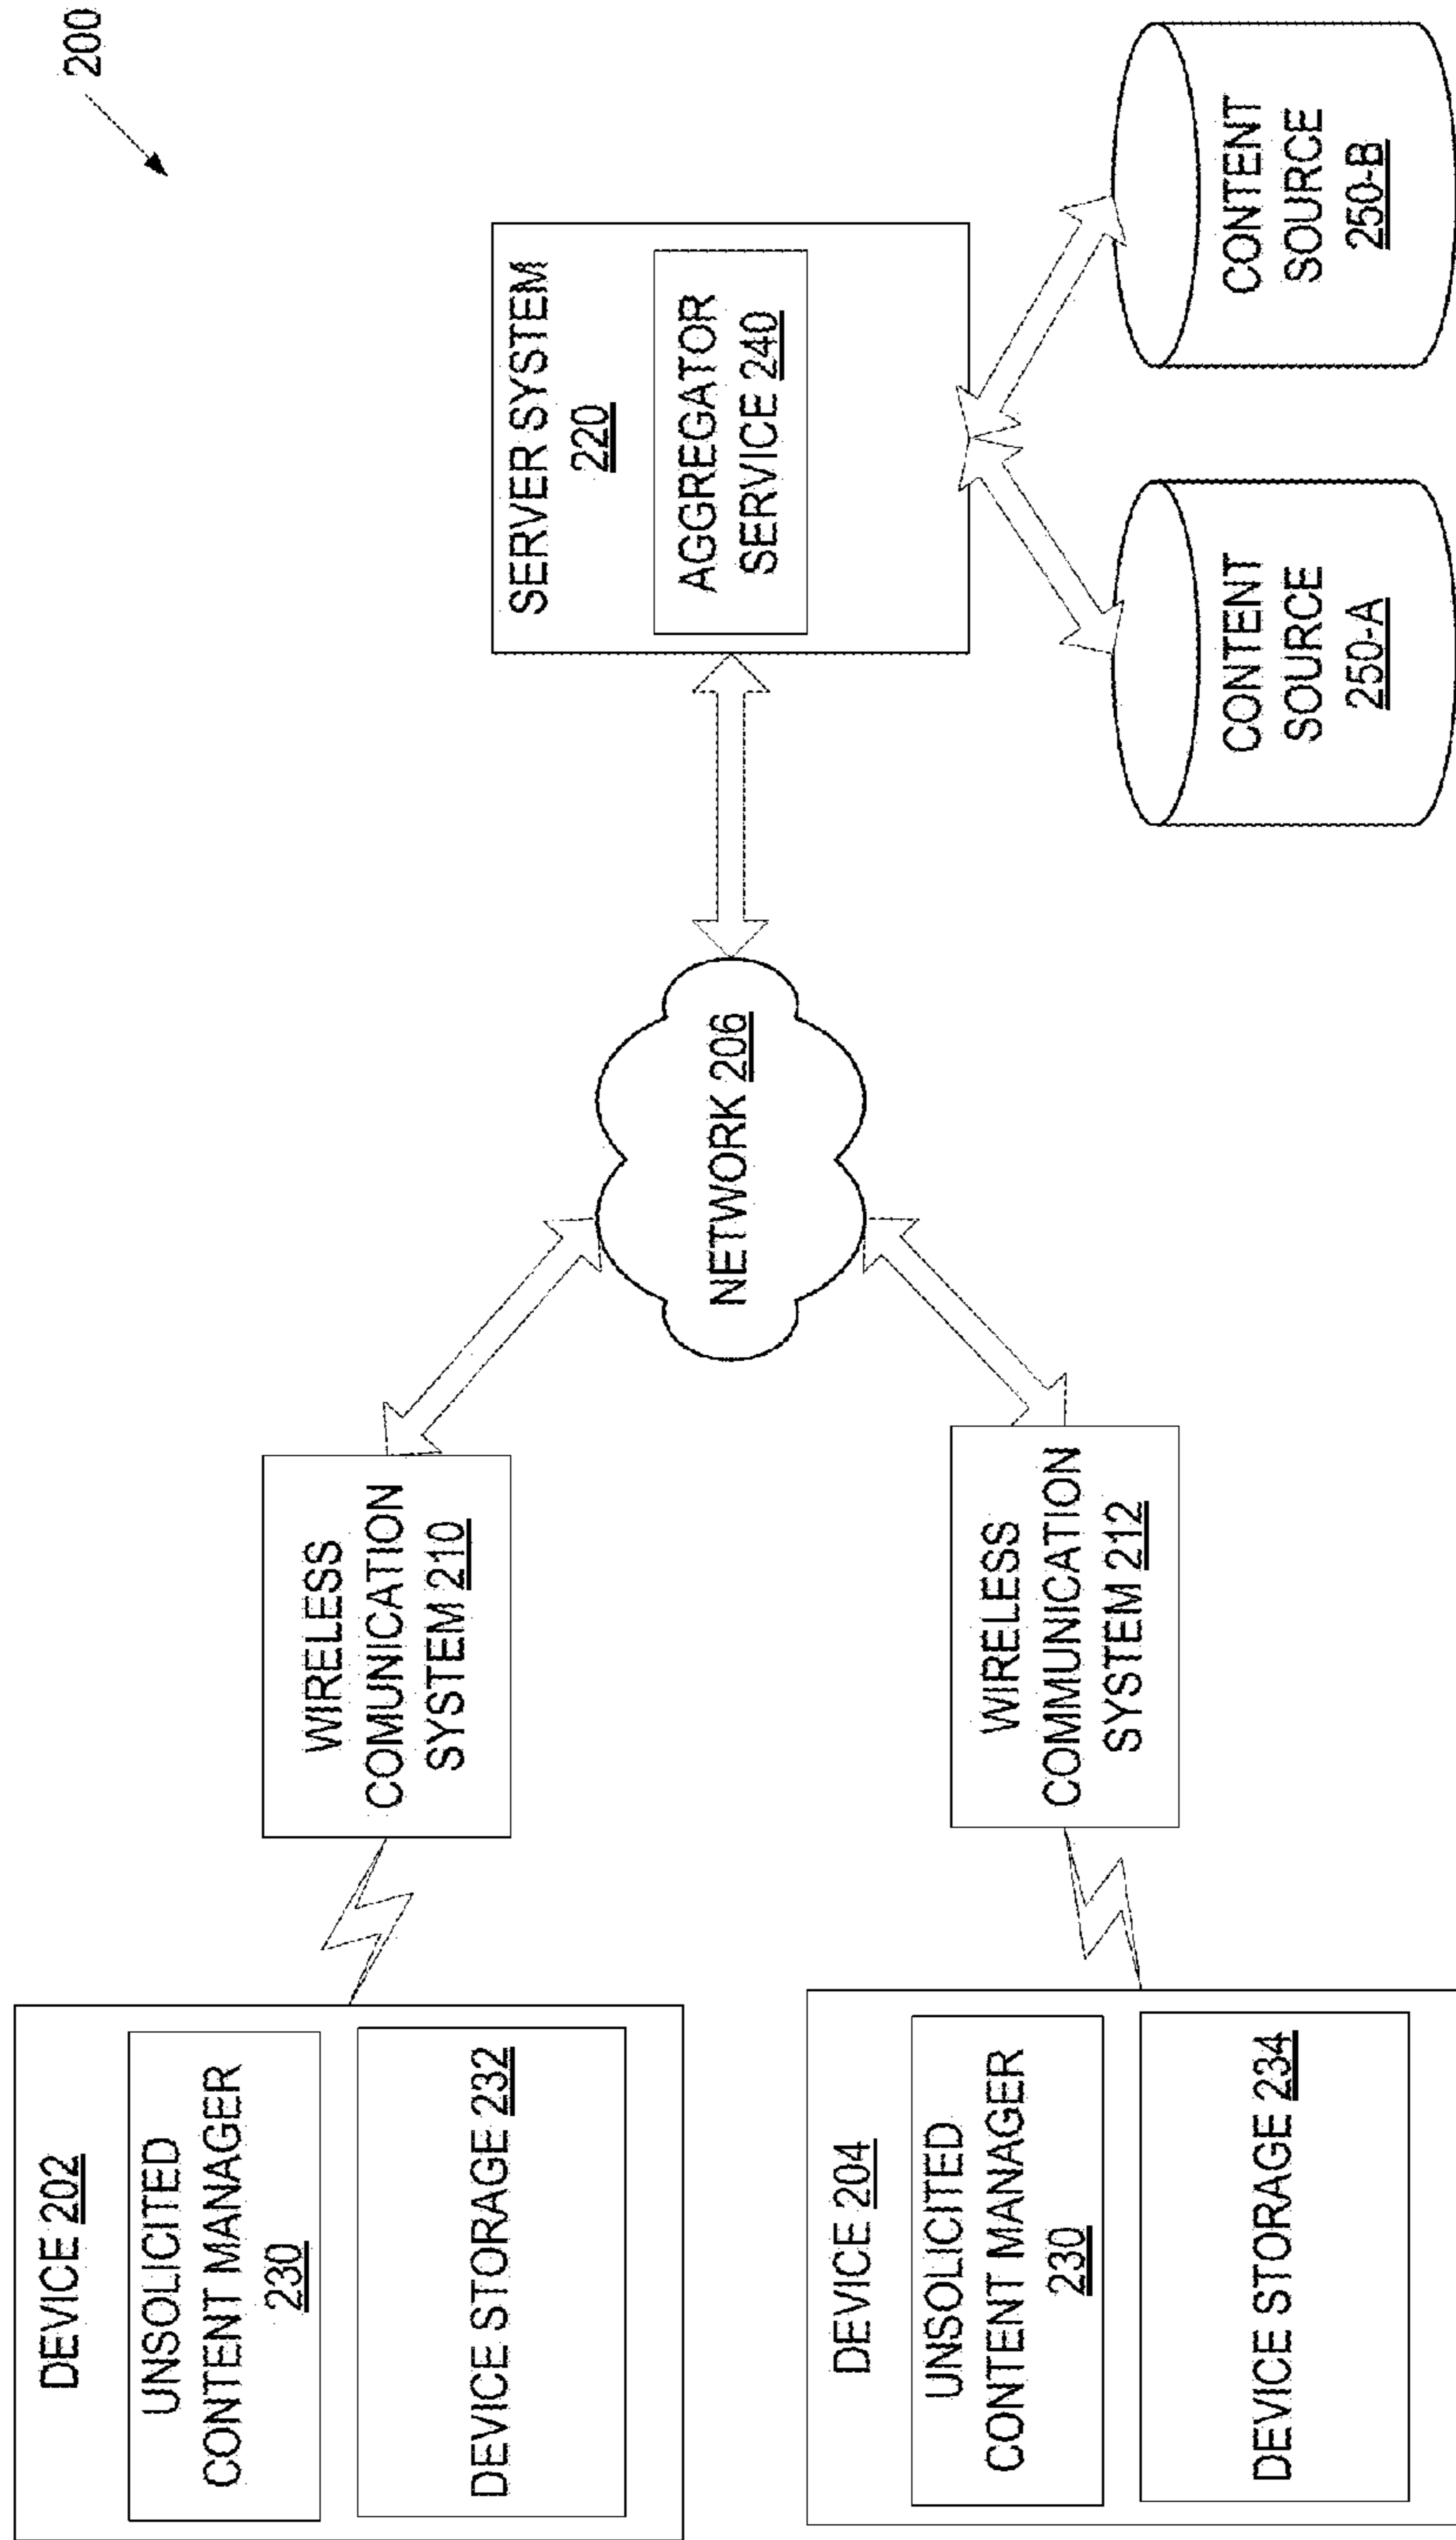 200
DEVICE 202
UNSOLICITED
CONTENT MANAGER
230
DEVICE STORAGE 232
WIRELESS
COMUNICATION
SYSTEM 210
NETWORK 206
SERVER SYSTEM
220
AGGREGATOR
SERVICE 240
DEVICE 204
UNSOLICITED
CONTENT MANAGER
230
DEVICE STORAGE 234
WIRELESS
COMMUNICATION
SYSTEM 212
CONTENT
SOURCE
250-A
CONTENT
SOURCE
250-B